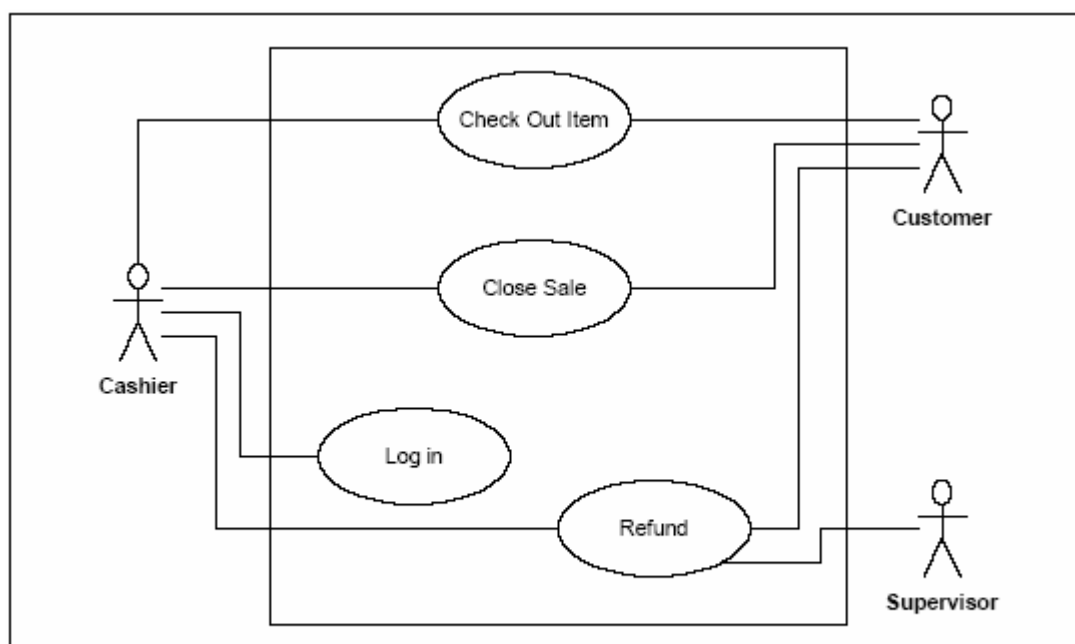 Check Out Item
Customer
Close Sale
Cashier
Log in
Refund
Supervisor